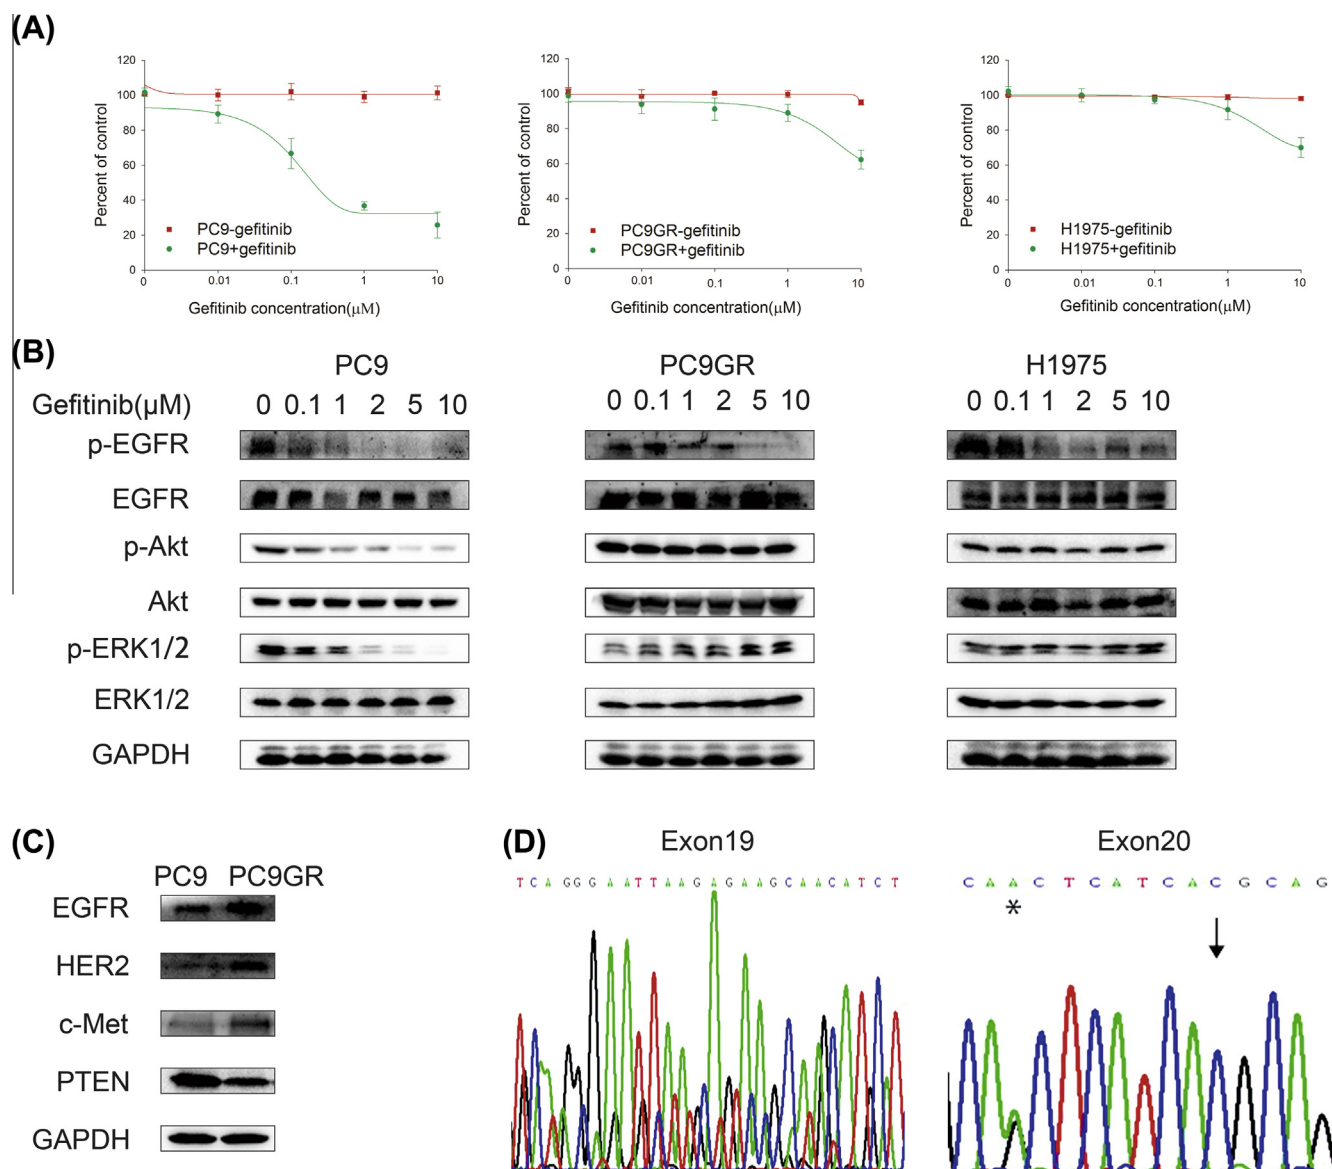 (A)
120
100
80
60
40
20
0
Percent of control
PC9-gefitinib
PC9+gefitinib
0 0.01 0.1 1 10
Gefitinib concentration(μM)
120
100
80
60
40
20
0
Percent of control
PC9GR-gefitinib
PC9GR+gefitinib
0 0.01 0.1 1 10
Gefitinib concentration(μM)
120
100
80
60
40
20
0
Percent of control
H1975-gefitinib
H1975+gefitinib
0 0.01 0.1 1 10
Gefitinib concentration(μM)
(B)
PC9 PC9GR H1975
Gefitinib(μM) 0 0.1 1 2 5 10 0 0.1 1 2 5 10 0 0.1 1 2 5 10
p-EGFR
EGFR
p-Akt
Akt
p-ERK1/2
ERK1/2
GAPDH
(C)
PC9 PC9GR
EGFR
HER2
c-Met
PTEN
GAPDH
(D)
Exon19 Exon20
T C A G G G A A T T A A G A G A A G C A A C A T C T
C A A C T C A T C A C G C A G
*